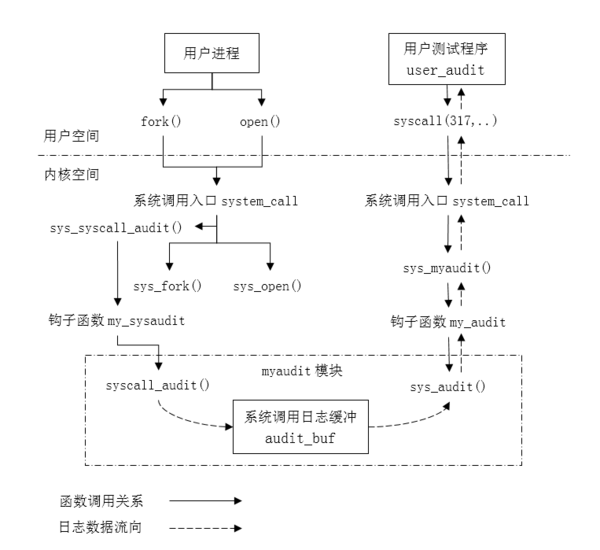 用户进程
用户测试程序
user_audit
fork()
open()
syscall(317,..)
用户空间
内核空间
系统调用入口 system_call
系统调用入口 system_call
sys_syscall_audit()
sys_fork()
sys_open()
sys_myaudit()
钩子函数 my_sysaudit
钩子函数 my_audit
myaudit 模块
syscall_audit()
sys_audit()
系统调用日志缓冲
audit_buf
函数调用关系
日志数据流向